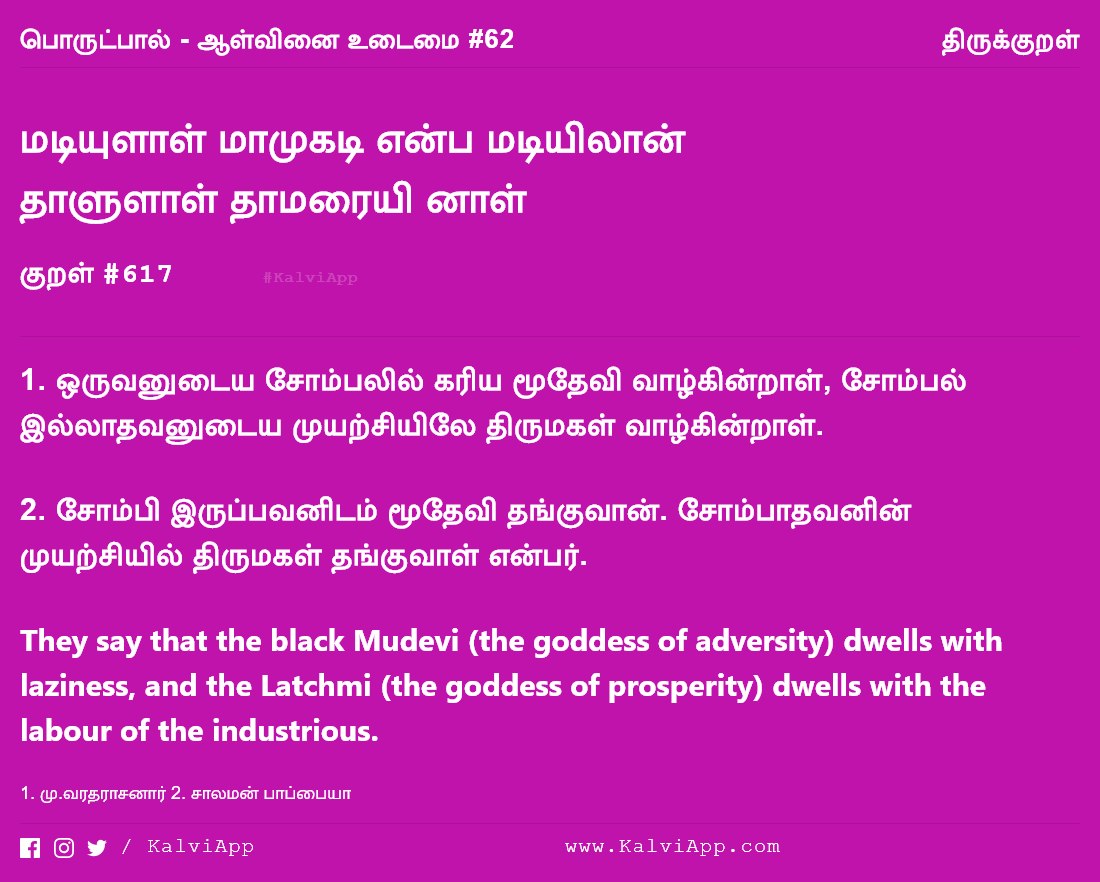 பொருட்பால் - ஆள்வினை உடைமை #62 திருக்குறள்
மடியுளாள் மாமுகடி என்ப மடியிலான்
தாளுளாள் தாமரையி னாள்
குறள் #617 #KalviApp
1. ஒருவனுடைய சோம்பலில் கரிய மூதேவி வாழ்கின்றாள், சோம்பல்
இல்லாதவனுடைய முயற்சியிலே திருமகள் வாழ்கின்றாள்.
2. சோம்பி இருப்பவனிடம் மூதேவி தங்குவான். சோம்பாதவனின்
முயற்சியில் திருமகள் தங்குவாள் என்பர்.
They say that the black Mudevi (the goddess of adversity) dwells with
laziness, and the Latchmi (the goddess of prosperity) dwells with the
labour of the industrious.
1. மு.வரதராசனார் 2. சாலமன் பாப்பையா
/ KalviApp www.KalviApp.com